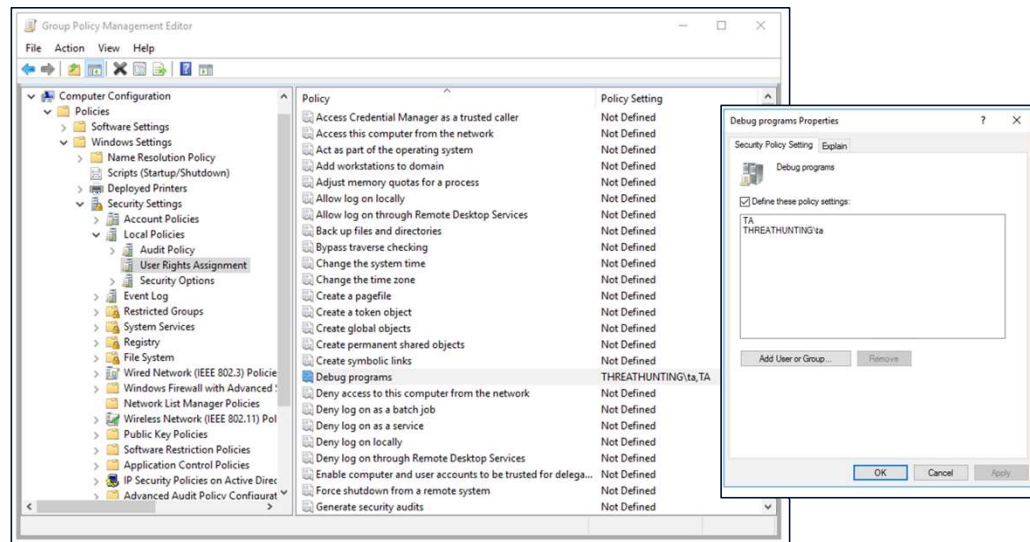 Group Policy Management Editor
File Action View Help
Computer Configuration
Policies
Software Settings
Windows Settings
Name Resolution Policy
Scripts (Startup/Shutdown)
Deployed Printers
Security Settings
Account Policies
Local Policies
Audit Policy
User Rights Assignment
Security Options
Event Log
Restricted Groups
System Services
Registry
File System
Wired Network (IEEE 802.3) Policie
Windows Firewall with Advanced
Network List Manager Policies
Wireless Network (IEEE 802.11) Pol
Public Key Policies
Software Restriction Policies
Application Control Policies
IP Security Policies on Active Direc
Advanced Audit Policy Configurat
Policy Policy Setting
Access Credential Manager as a trusted caller Not Defined
Access this computer from the network Not Defined
Act as part of the operating system Not Defined
Add workstations to domain Not Defined
Adjust memory quotas for a process Not Defined
Allow log on locally Not Defined
Allow log on through Remote Desktop Services Not Defined
Back up files and directories Not Defined
Bypass traverse checking Not Defined
Change the system time Not Defined
Change the time zone Not Defined
Create a pagefile Not Defined
Create a token object Not Defined
Create global objects Not Defined
Create permanent shared objects Not Defined
Create symbolic links Not Defined
Debug programs THREATHUNTING\ta,TA
Deny access to this computer from the network Not Defined
Deny log on as a batch job Not Defined
Deny log on as a service Not Defined
Deny log on locally Not Defined
Deny log on through Remote Desktop Services Not Defined
Enable computer and user accounts to be trusted for delega... Not Defined
Force shutdown from a remote system Not Defined
Generate security audits Not Defined
Debug programs Properties ?
Security Policy Setting Explain
Debug programs
Define these policy settings:
TA
THREATHUNTING\ta
Add User or Group... Remove
OK Cancel Apply